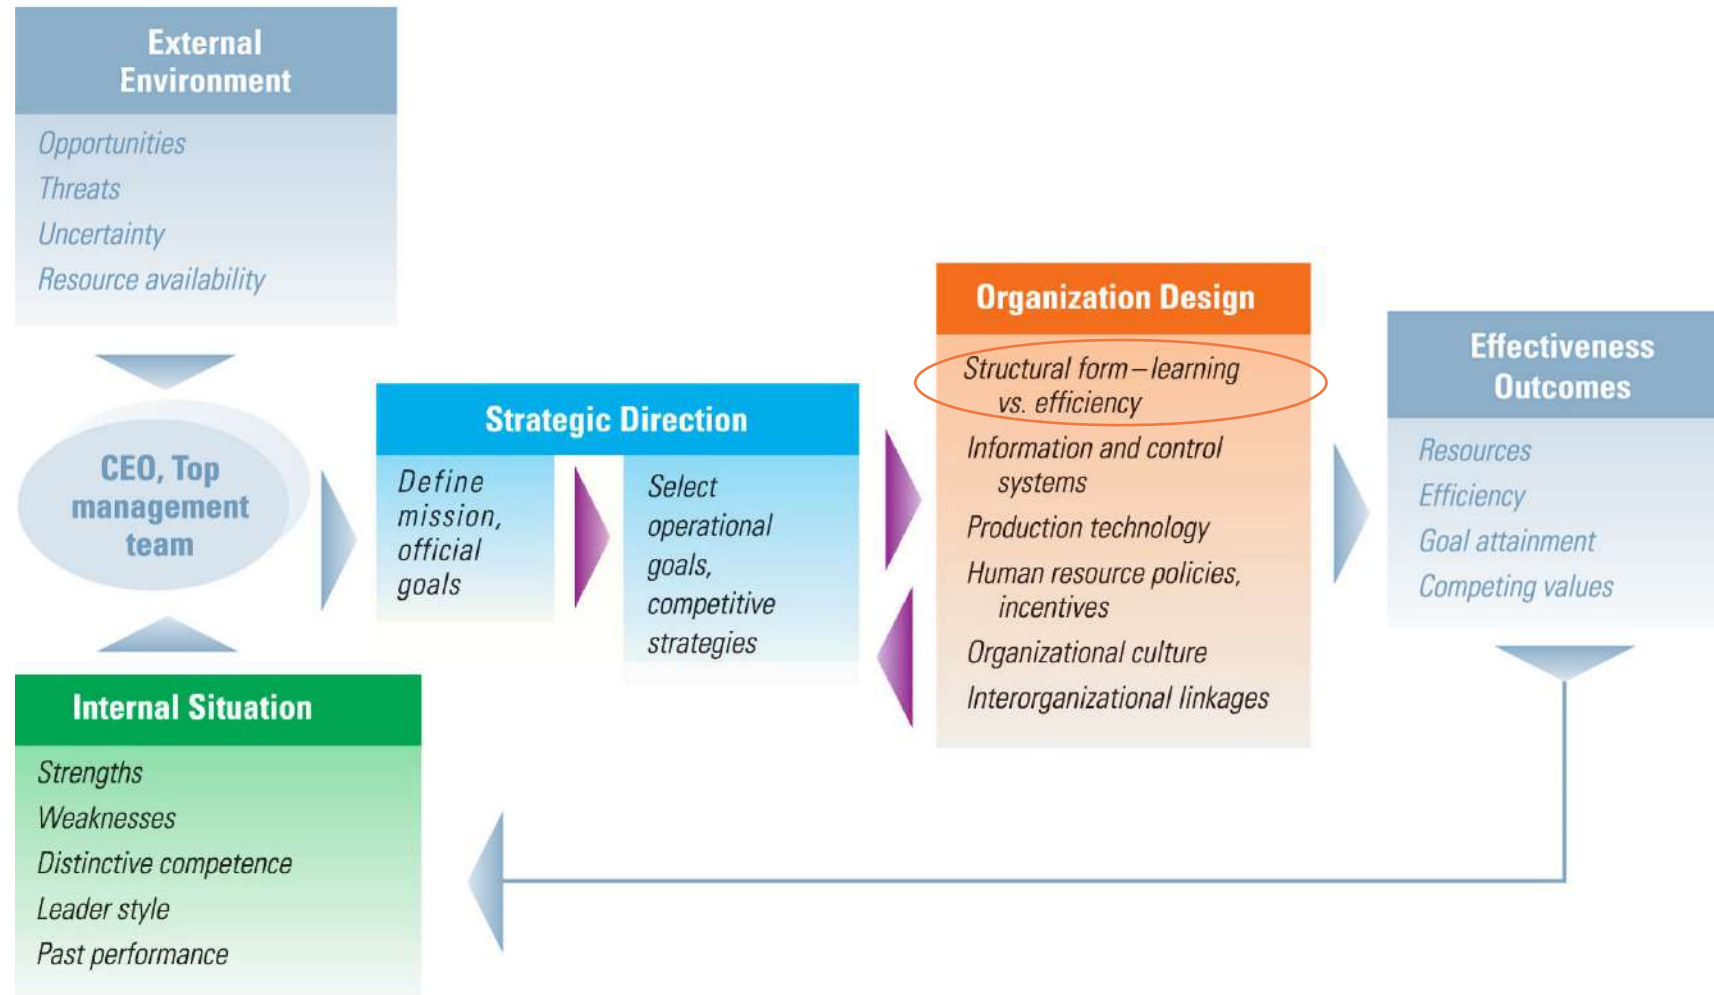 External
Environment
Opportunities
Threats
Uncertainty
Resource availability
CEO, Top
management
team
Internal Situation
Strengths
Weaknesses
Distinctive competence
Leader style
Past performance
Strategic Direction
Define
mission,
official
goals
Select
operational
goals,
competitive
strategies
Organization Design
Structural form–learning
vs. efficiency
Information and control
systems
Production technology
Human resource policies,
incentives
Organizational culture
Interorganizational linkages
Effectiveness
Outcomes
Resources
Efficiency
Goal attainment
Competing values